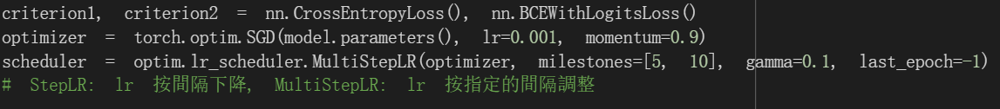 criterion1, criterion2 = nn.CrossEntropyLoss(), nn.BCEWithLogitsLoss()
optimizer = torch.optim.SGD(model.parameters(), lr=0.001, momentum=0.9)
scheduler = optim.lr_scheduler.MultiStepLR(optimizer, milestones=[5, 10], gamma=0.1, last_epoch=-1)
# StepLR: lr 按間隔下降, MultiStepLR: lr 按指定的間隔調整